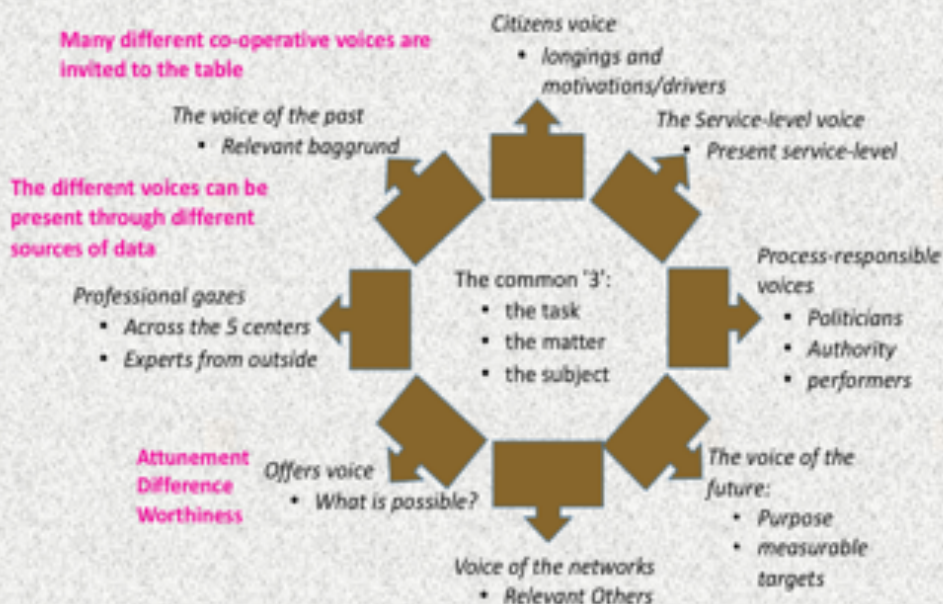 Many different co-operative voices are
invited to the table
Citizens voice
▪ longings and
motivations/drivers
The voice of the past
▪ Relevant baggrund
The Service-level voice
▪ Present service-level
The different voices can be
present through different
sources of data
Process-responsible
voices
▪ Politicians
▪ Authority
▪ performers
Professional gazes
▪ Across the 5 centers
▪ Experts from outside
The common '3':
• the task
• the matter
• the subject
Attunement
Difference
Worthiness
Offers voice
▪ What is possible?
The voice of the
future:
▪ Purpose
▪ measurable
targets
Voice of the networks
▪ Relevant Others